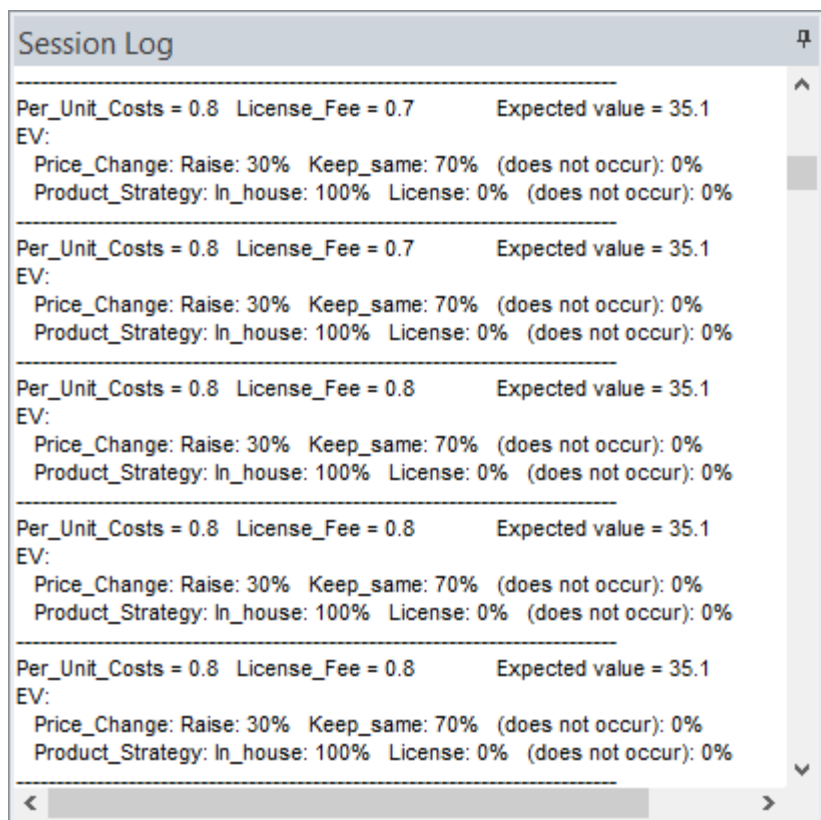 Session Log
Per_Unit_Costs = 0.8 License_Fee = 0.7 Expected value = 35.1
EV:
Price_Change: Raise: 30% Keep_same: 70% (does not occur): 0%
Product_Strategy: In_house: 100% License: 0% (does not occur): 0%
Per_Unit_Costs = 0.8 License_Fee = 0.7 Expected value = 35.1
EV:
Price_Change: Raise: 30% Keep_same: 70% (does not occur): 0%
Product_Strategy: In_house: 100% License: 0% (does not occur): 0%
Per_Unit_Costs = 0.8 License_Fee = 0.8 Expected value = 35.1
EV:
Price_Change: Raise: 30% Keep_same: 70% (does not occur): 0%
Product_Strategy: In_house: 100% License: 0% (does not occur): 0%
Per_Unit_Costs = 0.8 License_Fee = 0.8 Expected value = 35.1
EV:
Price_Change: Raise: 30% Keep_same: 70% (does not occur): 0%
Product_Strategy: In_house: 100% License: 0% (does not occur): 0%
Per_Unit_Costs = 0.8 License_Fee = 0.8 Expected value = 35.1
EV:
Price_Change: Raise: 30% Keep_same: 70% (does not occur): 0%
Product_Strategy: In_house: 100% License: 0% (does not occur): 0%